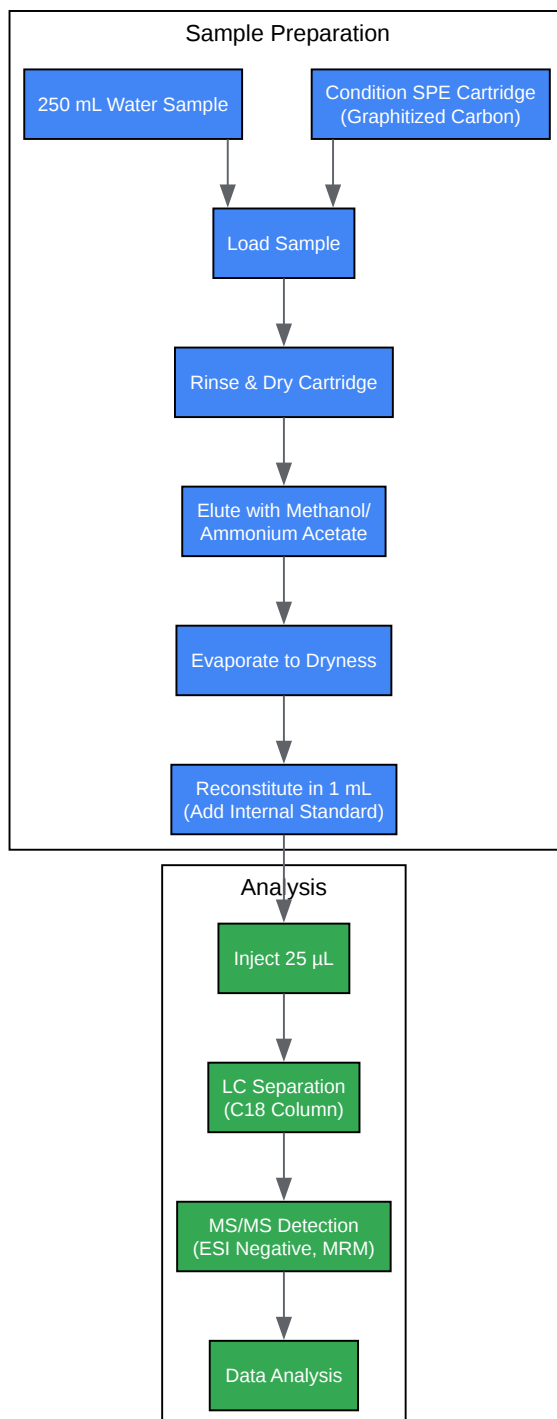 Sample Preparation
250 mL Water Sample
Condition SPE Cartridge
(Graphitized Carbon)
Load Sample
Rinse & Dry Cartridge
Elute with Methanol/
Ammonium Acetate
Evaporate to Dryness
Reconstitute in 1 mL
(Add Internal Standard)
Analysis
Inject 25 µL
LC Separation
(C18 Column)
MS/MS Detection
(ESI Negative, MRM)
Data Analysis